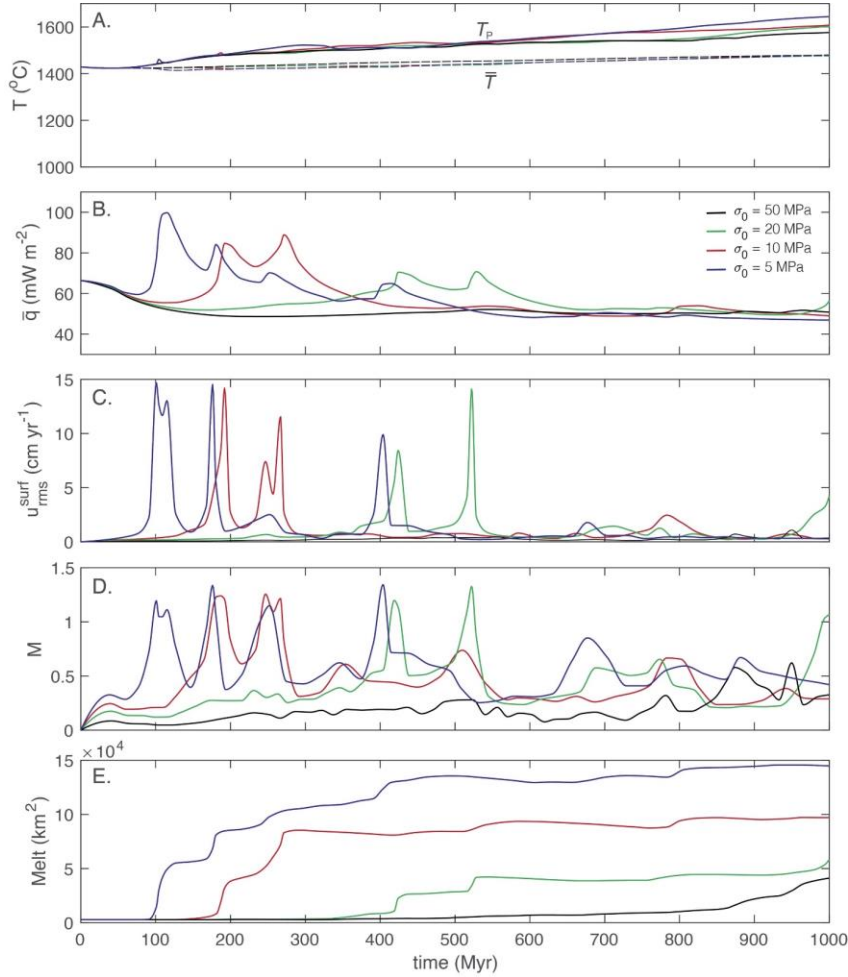 A.
T_P
T̿
T (°C)
1600
1400
1200
1000
B.
σ₀ = 50 MPa
σ₀ = 20 MPa
σ₀ = 10 MPa
σ₀ = 5 MPa
q̄ (mW m⁻²)
100
80
60
40
C.
u_rms^surf (cm yr⁻¹)
15
10
5
0
D.
M
1.5
1
0.5
0
× 10⁴
E.
Melt (km²)
15
10
5
0
0 100 200 300 400 500 600 700 800 900 1000
time (Myr)